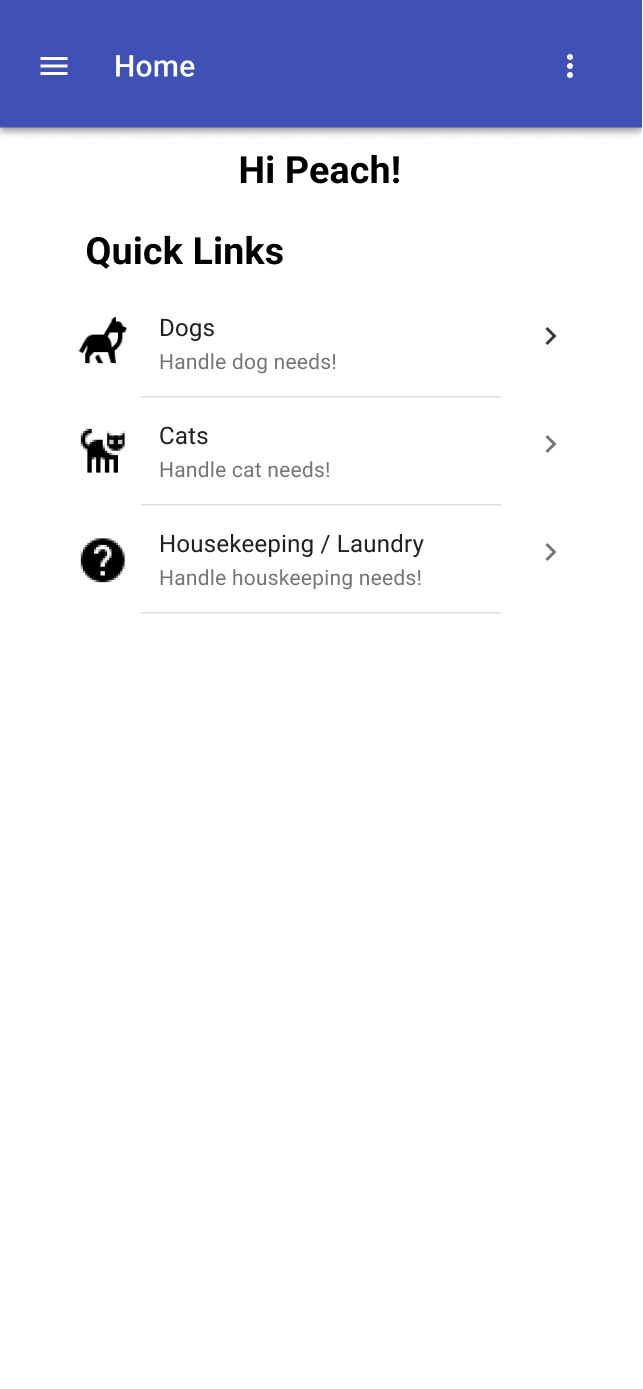 Home
Hi Peach!
Quick Links
Dogs
Handle dog needs!
Cats
Handle cat needs!
Housekeeping / Laundry
Handle houskeeping needs!